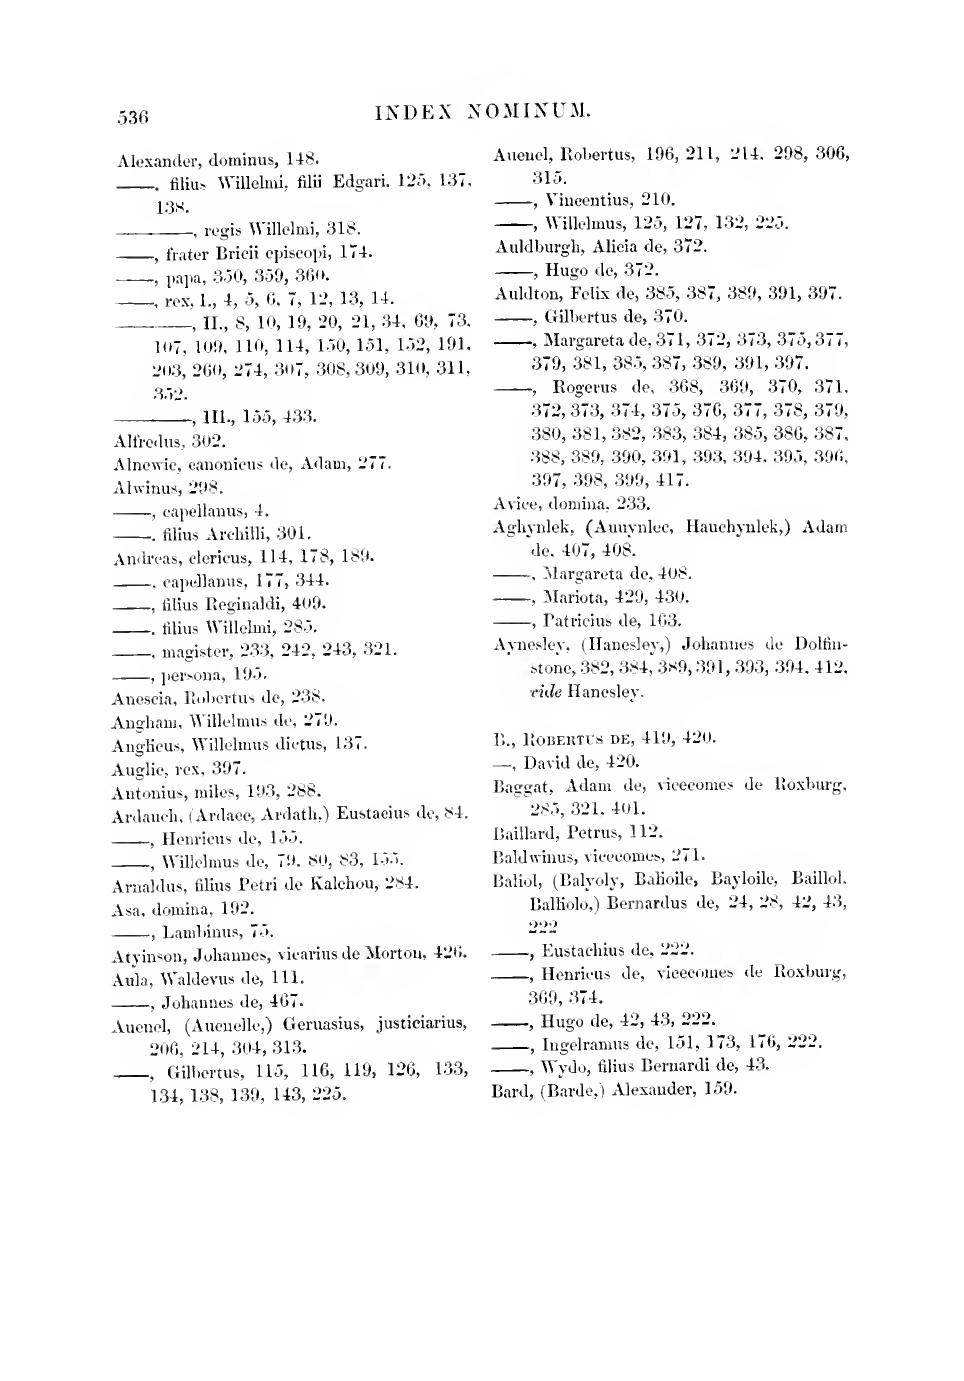 536
INDEX NOMINUM.
Alexander, dominus, 148.
———, filius Willelmi, filii Edgari, 125, 137,
138.
——————, regis Willelmi, 318.
———, frater Bricii episcopi, 174.
———, papa, 350, 359, 360.
———, rex, I., 4, 5, 6, 7, 12, 13, 14.
——————, II., 8, 10, 19, 20, 21, 34, 69, 73,
107, 109, 110, 114, 150, 151, 152, 191,
203, 260, 274, 307, 308, 309, 310, 311,
352.
——————, III., 155, 433.
Alfredus, 302.
Alnewic, canonicus de, Adam, 277.
Alwinus, 298.
———, capellanus, 4.
———, filius Archilli, 301.
Andreas, clericus, 114, 178, 189.
———, capellanus, 177, 344.
———, filius Reginaldi, 409.
———, filius Willelmi, 285.
———, magister, 233, 242, 243, 321.
———, persona, 195.
Anescia, Robertus de, 238.
Angham, Willelmus de, 279.
Anglicus, Willelmus dictus, 137.
Anglie, rex, 397.
Antonius, miles, 193, 288.
Ardauch, (Ardace, Ardath,) Eustacius de, 84.
———, Henricus de, 155.
———, Willelmus de, 79, 80, 83, 155.
Arnaldus, filius Petri de Kalchou, 284.
Asa, domina, 192.
———, Lambinus, 75.
Atyinson, Johannes, vicarius de Morton, 426.
Aula, Waldevus de, 111.
———, Johannes de, 467.
Auenel, (Auenelle,) Geruasius, justiciarius,
206, 214, 304, 313.
———, Gilbertus, 115, 116, 119, 126, 133,
134, 138, 139, 143, 225.
Auenel, Robertus, 196, 211, 214, 298, 306,
315.
———, Vincentius, 210.
———, Willelmus, 125, 127, 132, 225.
Auldburgh, Alicia de, 372.
———, Hugo de, 372.
Auldton, Felix de, 385, 387, 389, 391, 397.
———, Gilbertus de, 370.
———, Margareta de, 371, 372, 373, 375, 377,
379, 381, 385, 387, 389, 391, 397.
———, Rogerus de, 368, 369, 370, 371,
372, 373, 374, 375, 376, 377, 378, 379,
380, 381, 382, 383, 384, 385, 386, 387,
388, 389, 390, 391, 393, 394, 395, 396,
397, 398, 399, 417.
Avice, domina, 233.
Aghynlek, (Auuynlec, Hauchynlek,) Adam
de, 407, 408.
———, Margareta de, 408.
———, Mariota, 429, 430.
———, Patricius de, 163.
Aynesley, (Hanesley,) Johannes de Dolfin-
stone, 382, 384, 389, 391, 393, 394, 412.
vide Hanesley.
B., ROBERTUS DE, 419, 420.
—, David de, 420.
Baggat, Adam de, vicecomes de Roxburg,
285, 321, 401.
Baillard, Petrus, 112.
Baldwinus, vicecomes, 271.
Baliol, (Balyoly, Balioile, Bayloile, Baillol,
Balliolo,) Bernardus de, 24, 28, 42, 43,
222
———, Eustachius de, 222.
———, Henricus de, vicecomes de Roxburg,
369, 374.
———, Hugo de, 42, 43, 222.
———, Ingelramus de, 151, 173, 176, 222.
———, Wydo, filius Bernardi de, 43.
Bard, (Barde,) Alexander, 159.